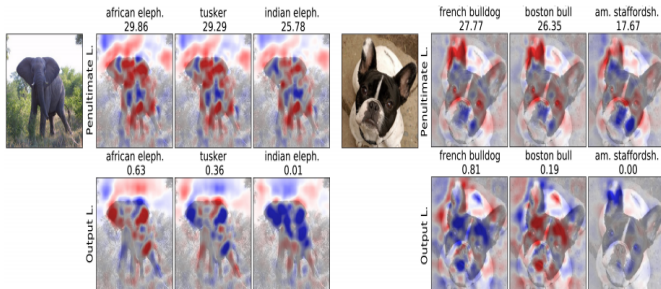 african eleph. tusker indian eleph.
29.86 29.29 25.78
Penultimate L.
african eleph. tusker indian eleph.
0.63 0.36 0.01
Output L.
french bulldog boston bull am. staffordsh.
27.77 26.35 17.67
Penultimate L.
french bulldog boston bull am. staffordsh.
0.81 0.19 0.00
Output L.